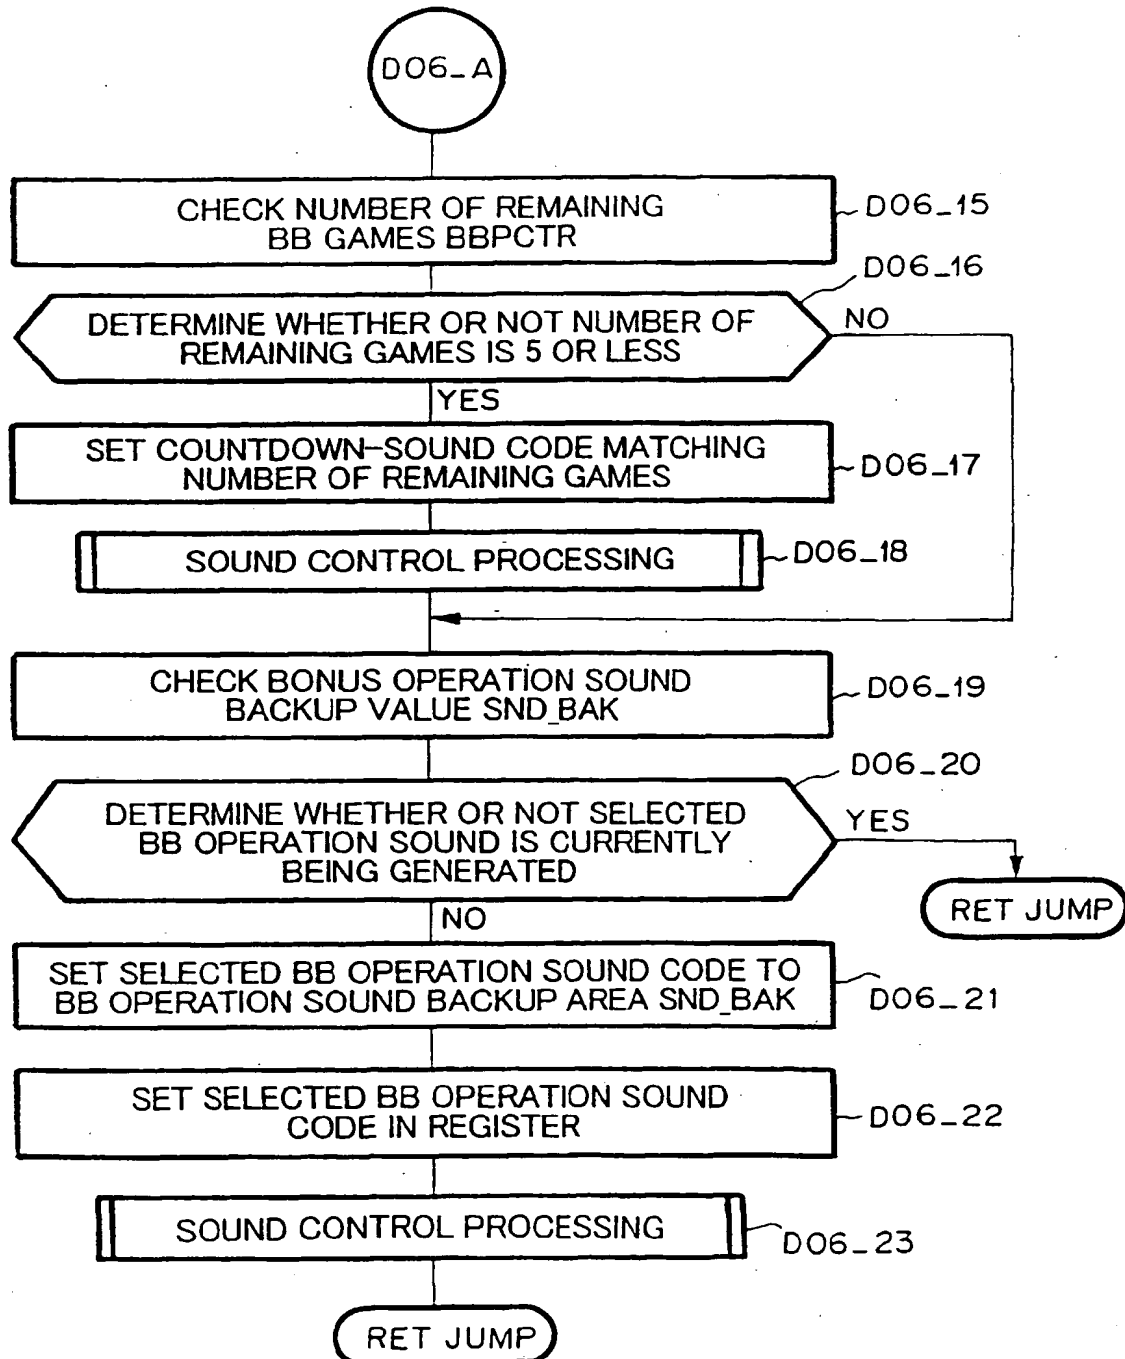 D06_A
CHECK NUMBER OF REMAINING
BB GAMES BBPCTR
D06_15
D06_16
DETERMINE WHETHER OR NOT NUMBER OF
REMAINING GAMES IS 5 OR LESS
NO
YES
SET COUNTDOWN-SOUND CODE MATCHING
NUMBER OF REMAINING GAMES
D06_17
SOUND CONTROL PROCESSING
D06_18
CHECK BONUS OPERATION SOUND
BACKUP VALUE SND_BAK
D06_19
D06_20
DETERMINE WHETHER OR NOT SELECTED
BB OPERATION SOUND IS CURRENTLY
BEING GENERATED
YES
RET JUMP
NO
SET SELECTED BB OPERATION SOUND CODE TO
BB OPERATION SOUND BACKUP AREA SND_BAK
D06_21
SET SELECTED BB OPERATION SOUND
CODE IN REGISTER
D06_22
SOUND CONTROL PROCESSING
D06_23
RET JUMP